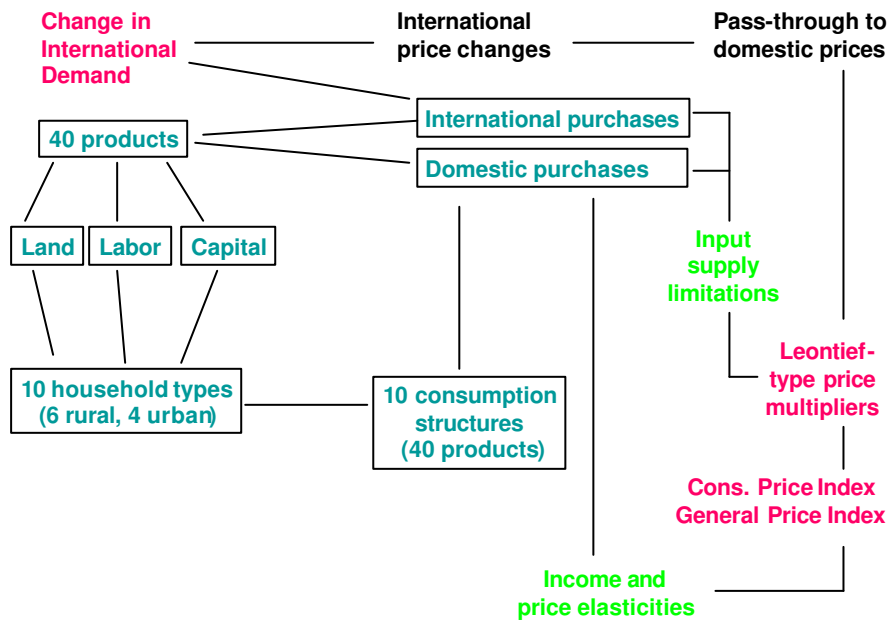 Change in
International
Demand
International
price changes
Pass-through to
domestic prices
International purchases
40 products
Domestic purchases
Land
Labor
Capital
Input
supply
limitations
Leontief-
type price
multipliers
10 household types
(6 rural, 4 urban)
10 consumption
structures
(40 products)
Cons. Price Index
General Price Index
Income and
price elasticities